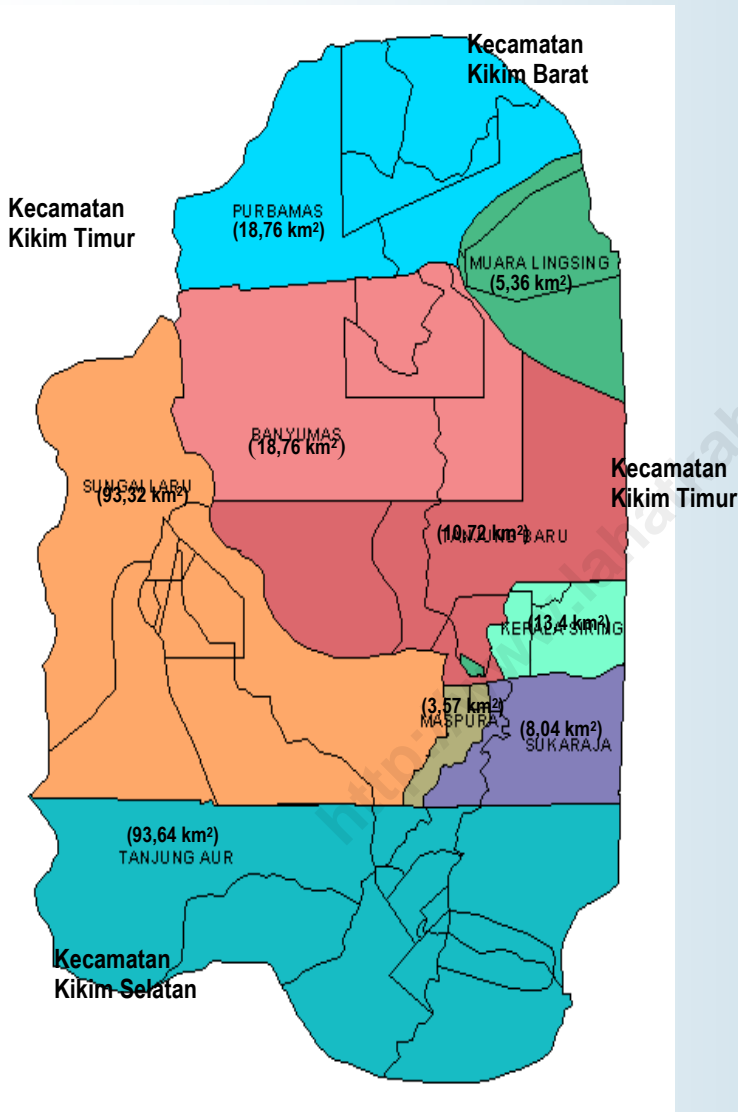 Kecamatan
Kikim Barat
Kecamatan
Kikim Timur
PURBAMAS
(18,76 km²)
MUARA LINGSING
(5,36 km²)
BANYUMAS
(18,76 km²)
Kecamatan
Kikim Timur
SUNGAI LARU
(93,32 km²)
(10,72 km²)
TANJUNG BARU
(13,4 km²)
KEPALA SIRING
(3,57 km²)
MASPURA
(8,04 km²)
SUKARAJA
(93,64 km²)
TANJUNG AUR
Kecamatan
Kikim Selatan